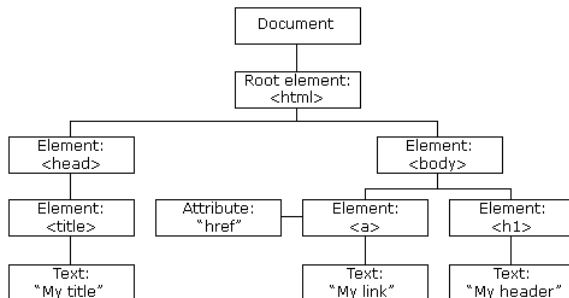 Document
Root element:
<html>
Element:
<head>
Element:
<body>
Element:
<title>
Attribute:
“href”
Element:
<a>
Element:
<h1>
Text:
“My title”
Text:
“My link”
Text:
“My header”